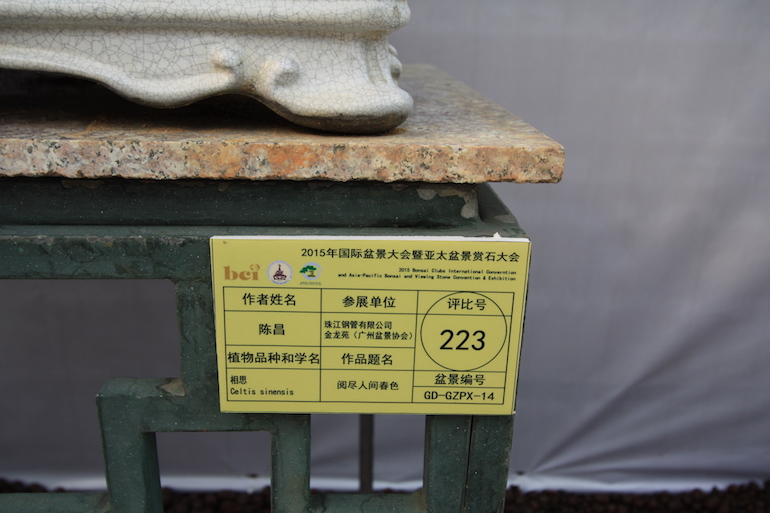 2015年国际盆景大会暨亚太盆景赏石大会
bci
2015 Bonsai Clubs International Convention
and Asia-Pacific Bonsai and Viewing Stone Convention & Exhibition
作者姓名
参展单位
评比号
陈昌
珠江钢管有限公司
金龙苑（广州盆景协会）
223
植物品种和学名
作品题名
盆景编号
相思
Celtis sinensis
阅尽人间春色
GD-GZPX-14